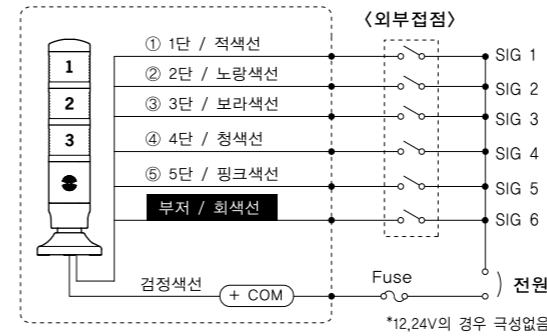 〈외부접점〉
① 1단 / 적색선
SIG 1
② 2단 / 노랑색선
SIG 2
③ 3단 / 보라색선
SIG 3
④ 4단 / 청색선
SIG 4
⑤ 5단 / 핑크색선
SIG 5
부저 / 회색선
SIG 6
1
2
3
검정색선
+ COM
Fuse
전원
*12,24V의 경우 극성없음